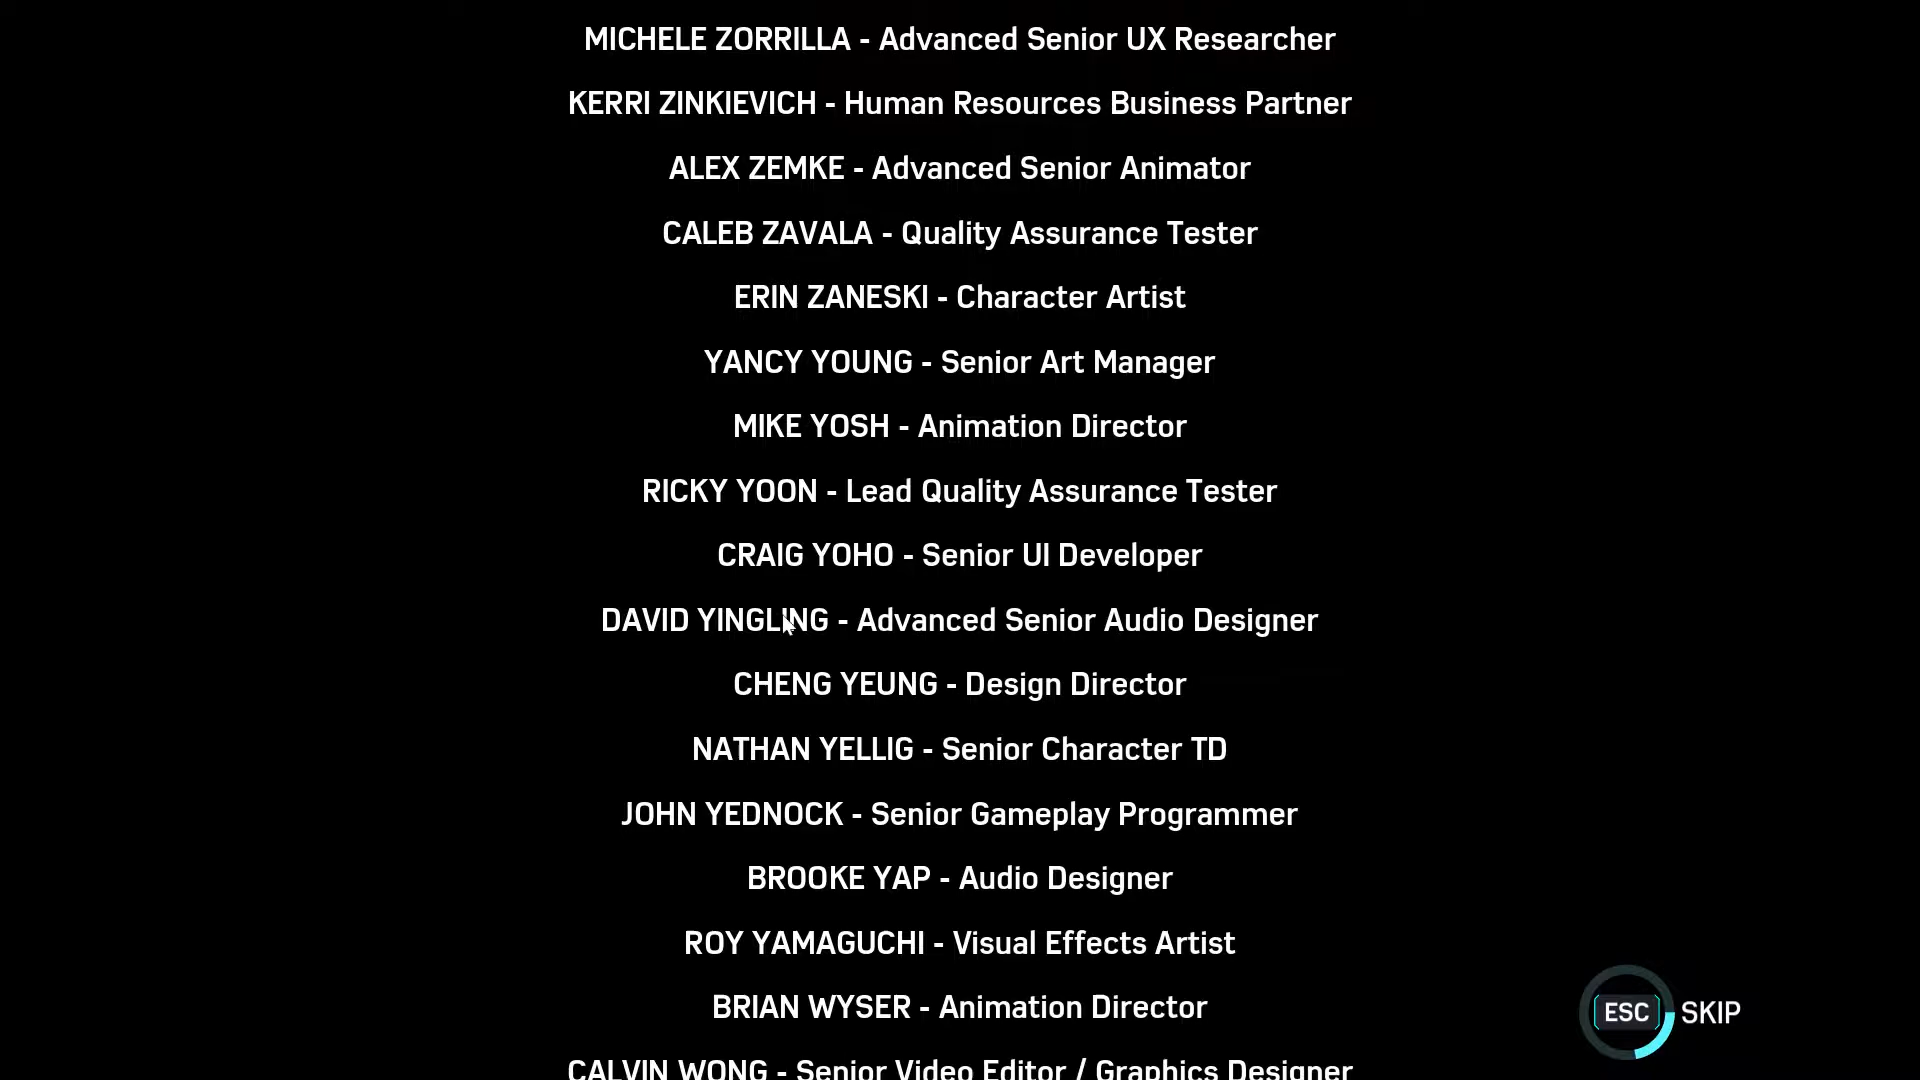 MICHELE ZORRILLA - Advanced Senior UX Researcher
KERRI ZINKIEVICH - Human Resources Business Partner
ALEX ZEMKE - Advanced Senior Animator
CALEB ZAVALA - Quality Assurance Tester
ERIN ZANESKI - Character Artist
YANCY YOUNG - Senior Art Manager
MIKE YOSH - Animation Director
RICKY YOON - Lead Quality Assurance Tester
CRAIG YOHO - Senior UI Developer
DAVID YINGLING - Advanced Senior Audio Designer
CHENG YEUNG - Design Director
NATHAN YELLIG - Senior Character TD
JOHN YEDNOCK - Senior Gameplay Programmer
BROOKE YAP - Audio Designer
ROY YAMAGUCHI - Visual Effects Artist
BRIAN WYSER - Animation Director
ESC SKIP
CALVIN WONG - Senior Video Editor / Graphics Designer